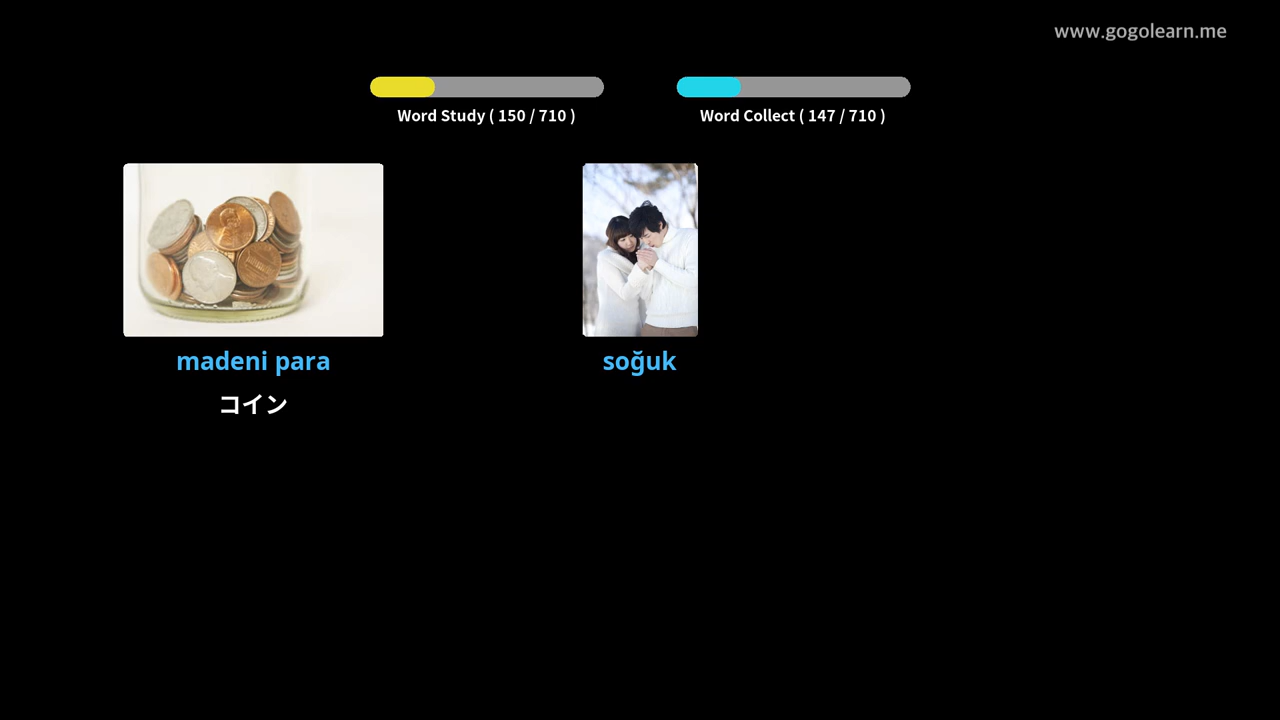 www.gogolearn.me
Word Study ( 150 / 710 )
Word Collect ( 147 / 710 )
madeni para
コイン
soğuk